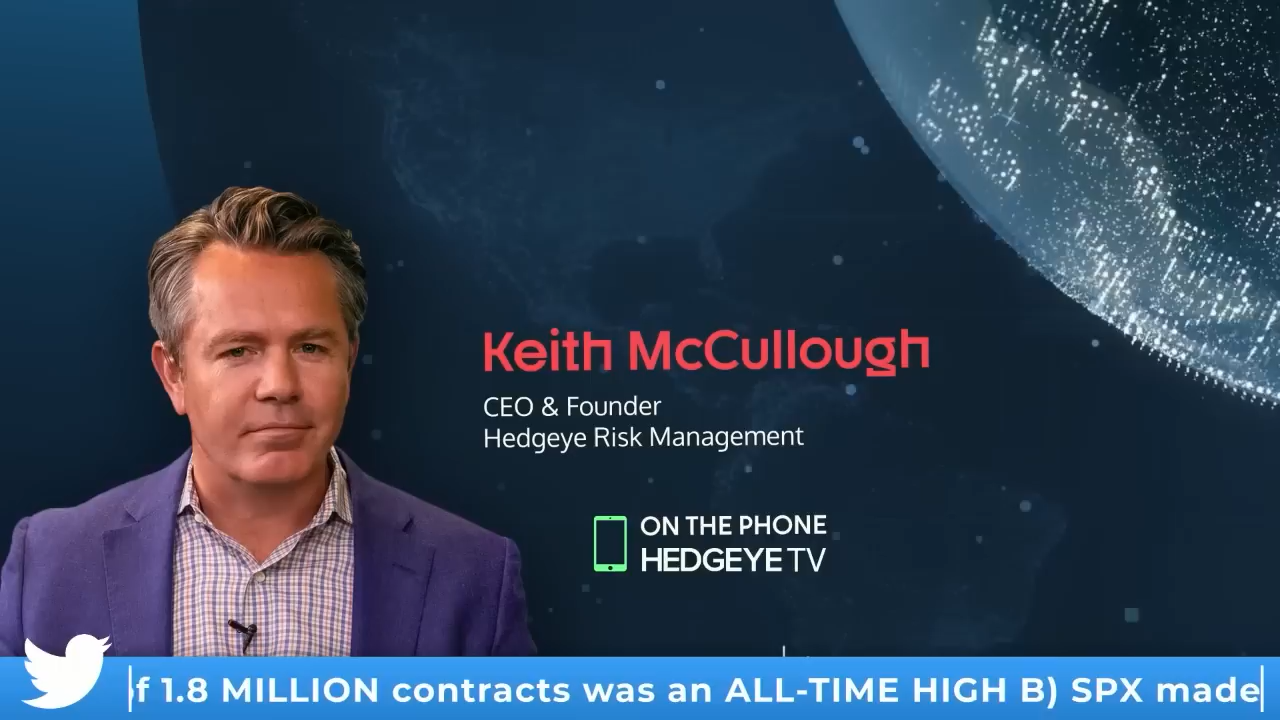 Keith McCullough
CEO & Founder
Hedgeye Risk Management
ON THE PHONE
HEDGEYE TV
f 1.8 MILLION contracts was an ALL-TIME HIGH B) SPX made